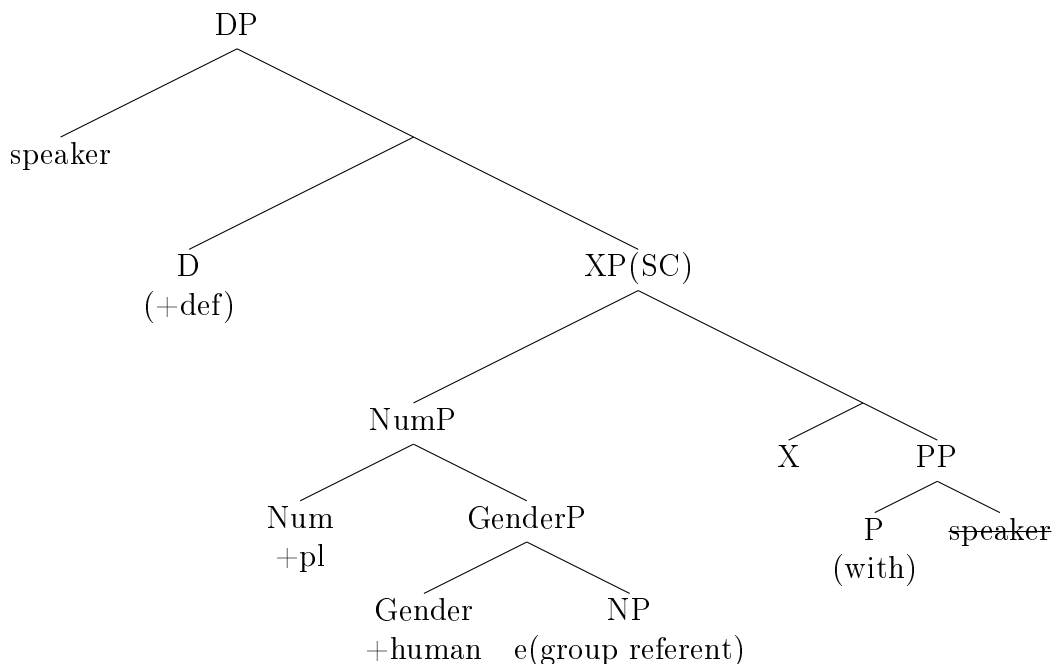 DP
speaker
D
(+def)
XP(SC)
NumP
X PP
Num GenderP P speaker
+pl (with)
Gender NP
+human e(group referent)